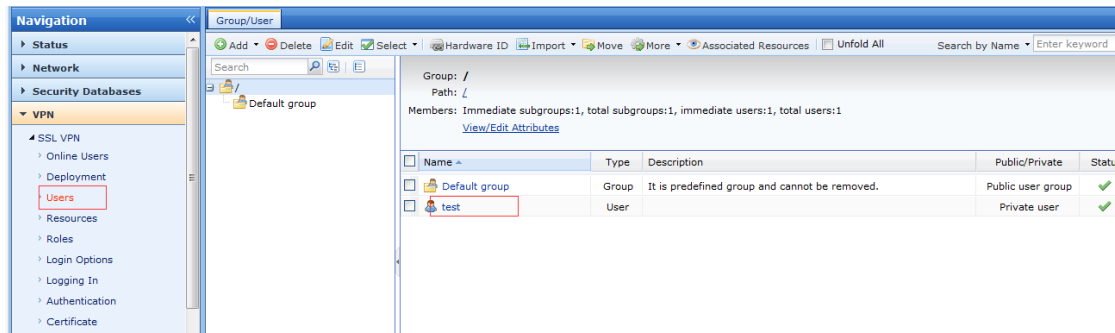 Navigation
Group/User
Status
Add Delete Edit Select Hardware ID Import Move More Associated Resources Unfold All Search by Name Enter keyword
Network
Search
Security Databases
/
Default group
VPN
SSL VPN
Online Users
Deployment
Users
Resources
Roles
Login Options
Logging In
Authentication
Certificate
Group: /
Path: /
Members: Immediate subgroups:1, total subgroups:1, immediate users:1, total users:1
View/Edit Attributes
Name Type Description Public/Private Statu
Default group Group It is predefined group and cannot be removed. Public user group
test User Private user